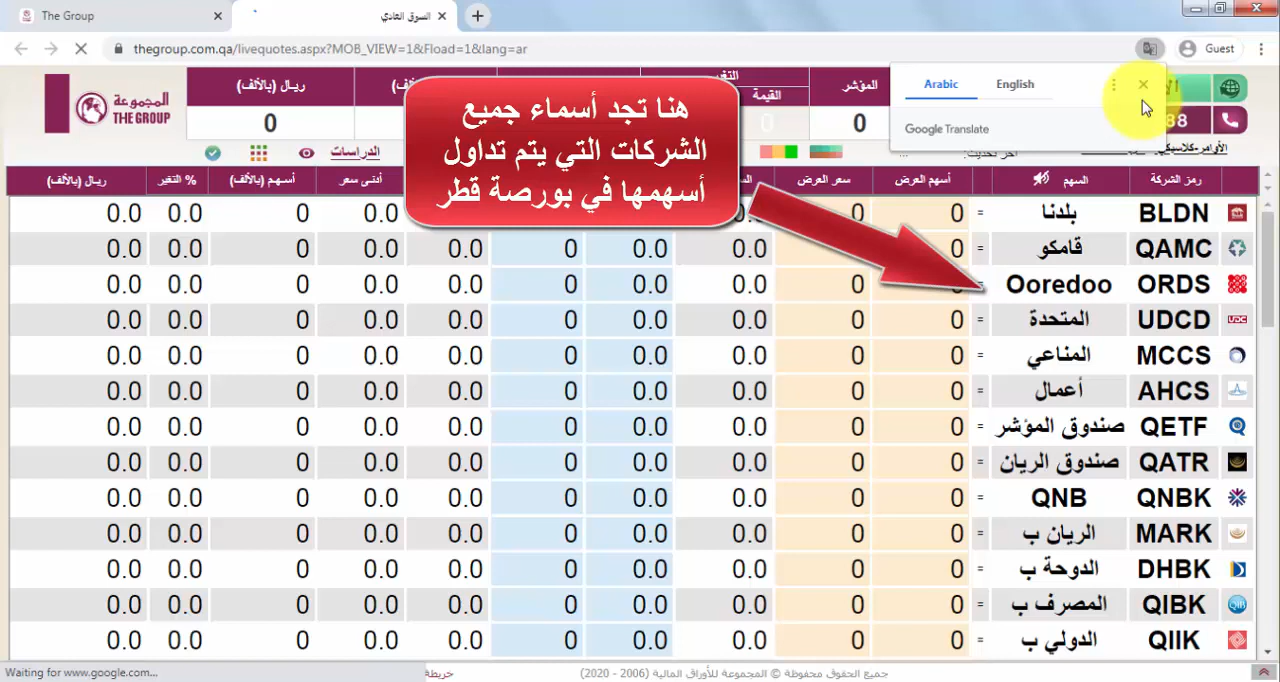 The Group
السوق العادي
thegroup.com.qa/livequotes.aspx?MOB_VIEW=1&Fload=1&lang=ar
Guest
Arabic English
Google Translate
المجموعة
THE GROUP
المؤشر
التغير
القيمة
ريال (بالألف)
0 0 0
88
الأوامر-كلاسيكي
آخر تحديث:
الدراسات
هنا تجد أسماء جميع
الشركات التي يتم تداول
أسهمها في بورصة قطر
رمز الشركة السهم أسهم العرض سعر العرض أدنى سعر أسهم (بالألف) % التغير ريال (بالألف)
BLDN بلدنا = 0 0 0.0 0.0 0 0.0 0.0
QAMC قامكو = 0 0.0 0.0 0 0.0 0.0 0 0.0 0.0
ORDS Ooredoo = 0 0 0.0 0.0 0 0.0 0.0 0 0.0 0.0
UDCD المتحدة = 0 0 0.0 0.0 0 0.0 0.0 0 0.0 0.0
MCCS المناعي = 0 0 0.0 0.0 0 0.0 0.0 0 0.0 0.0
AHCS أعمال = 0 0 0.0 0.0 0 0.0 0.0 0 0.0 0.0
QETF صندوق المؤشر = 0 0 0.0 0.0 0 0.0 0.0 0 0.0 0.0
QATR صندوق الريان = 0 0 0.0 0.0 0 0.0 0.0 0 0.0 0.0
QNBK QNB = 0 0 0.0 0.0 0 0.0 0.0 0 0.0 0.0
MARK الريان ب = 0 0 0.0 0.0 0 0.0 0.0 0 0.0 0.0
DHBK الدوحة ب = 0 0 0.0 0.0 0 0.0 0.0 0 0.0 0.0
QIBK المصرف ب = 0 0 0.0 0.0 0 0.0 0.0 0 0.0 0.0
QIIK الدولي ب = 0 0 0.0 0.0 0 0.0 0.0 0 0.0 0.0
Waiting for www.google.com...
جميع الحقوق محفوظة © المجموعة للأوراق المالية (2006 - 2020)
خريطة